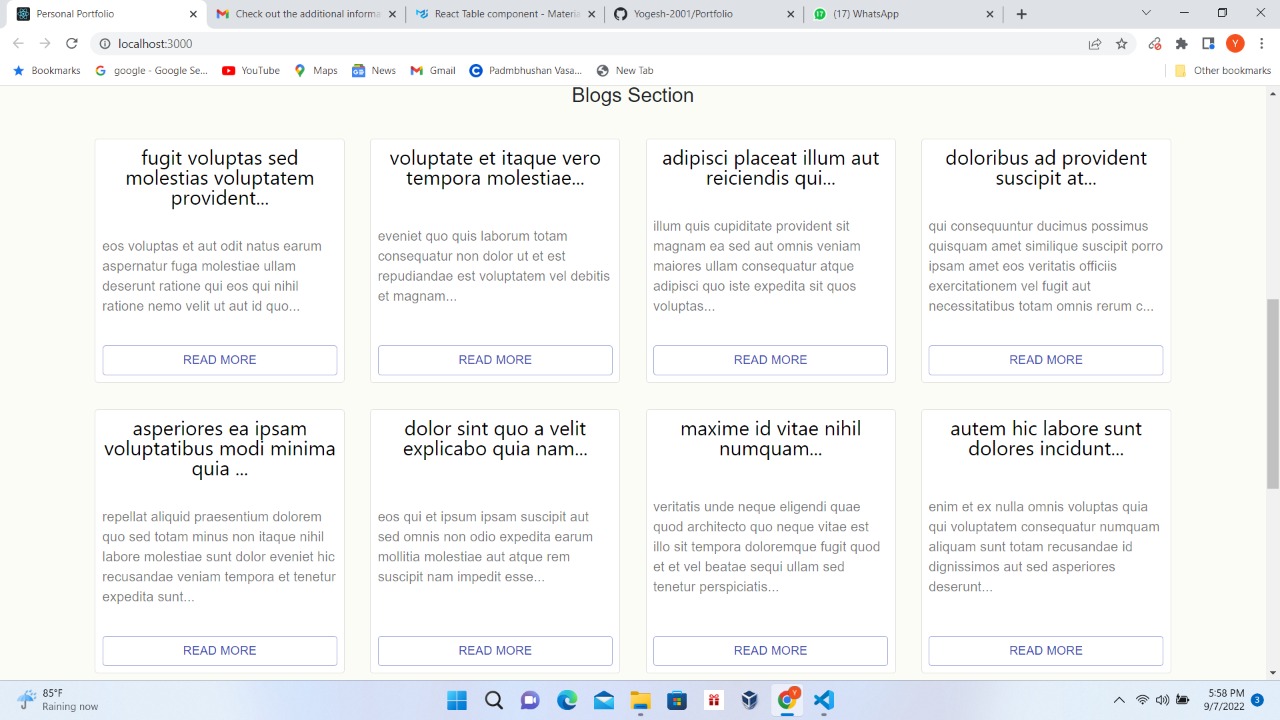 Personal Portfolio
Check out the additional informa
React Table component - Materia
Yogesh-2001/Portfolio
(17) WhatsApp
localhost:3000
Y
Bookmarks
google - Google Se...
YouTube
Maps
News
Gmail
Padmbhushan Vasa...
New Tab
Other bookmarks
Blogs Section
fugit voluptas sed
molestias voluptatem
provident...
eos voluptas et aut odit natus earum
aspernatur fuga molestiae ullam
deserunt ratione qui eos qui nihil
ratione nemo velit ut aut id quo...
READ MORE
voluptate et itaque vero
tempora molestiae...
eveniet quo quis laborum totam
consequatur non dolor ut et est
repudiandae est voluptatem vel debitis
et magnam...
READ MORE
adipisci placeat illum aut
reiciendis qui...
illum quis cupiditate provident sit
magnam ea sed aut omnis veniam
maiores ullam consequatur atque
adipisci quo iste expedita sit quos
voluptas...
READ MORE
doloribus ad provident
suscipit at...
qui consequuntur ducimus possimus
quisquam amet similique suscipit porro
ipsam amet eos veritatis officiis
exercitationem vel fugit aut
necessitatibus totam omnis rerum c...
READ MORE
asperiores ea ipsam
voluptatibus modi minima
quia ...
repellat aliquid praesentium dolorem
quo sed totam minus non itaque nihil
labore molestiae sunt dolor eveniet hic
recusandae veniam tempora et tenetur
expedita sunt...
READ MORE
dolor sint quo a velit
explicabo quia nam...
eos qui et ipsum ipsam suscipit aut
sed omnis non odio expedita earum
mollitia molestiae aut atque rem
suscipit nam impedit esse...
READ MORE
maxime id vitae nihil
numquam...
veritatis unde neque eligendi quae
quod architecto quo neque vitae est
illo sit tempora doloremque fugit quod
et et vel beatae sequi ullam sed
tenetur perspiciatis...
READ MORE
autem hic labore sunt
dolores incidunt...
enim et ex nulla omnis voluptas quia
qui voluptatem consequatur numquam
aliquam sunt totam recusandae id
dignissimos aut sed asperiores
deserunt...
READ MORE
85°F
Raining now
5:58 PM
9/7/2022
3